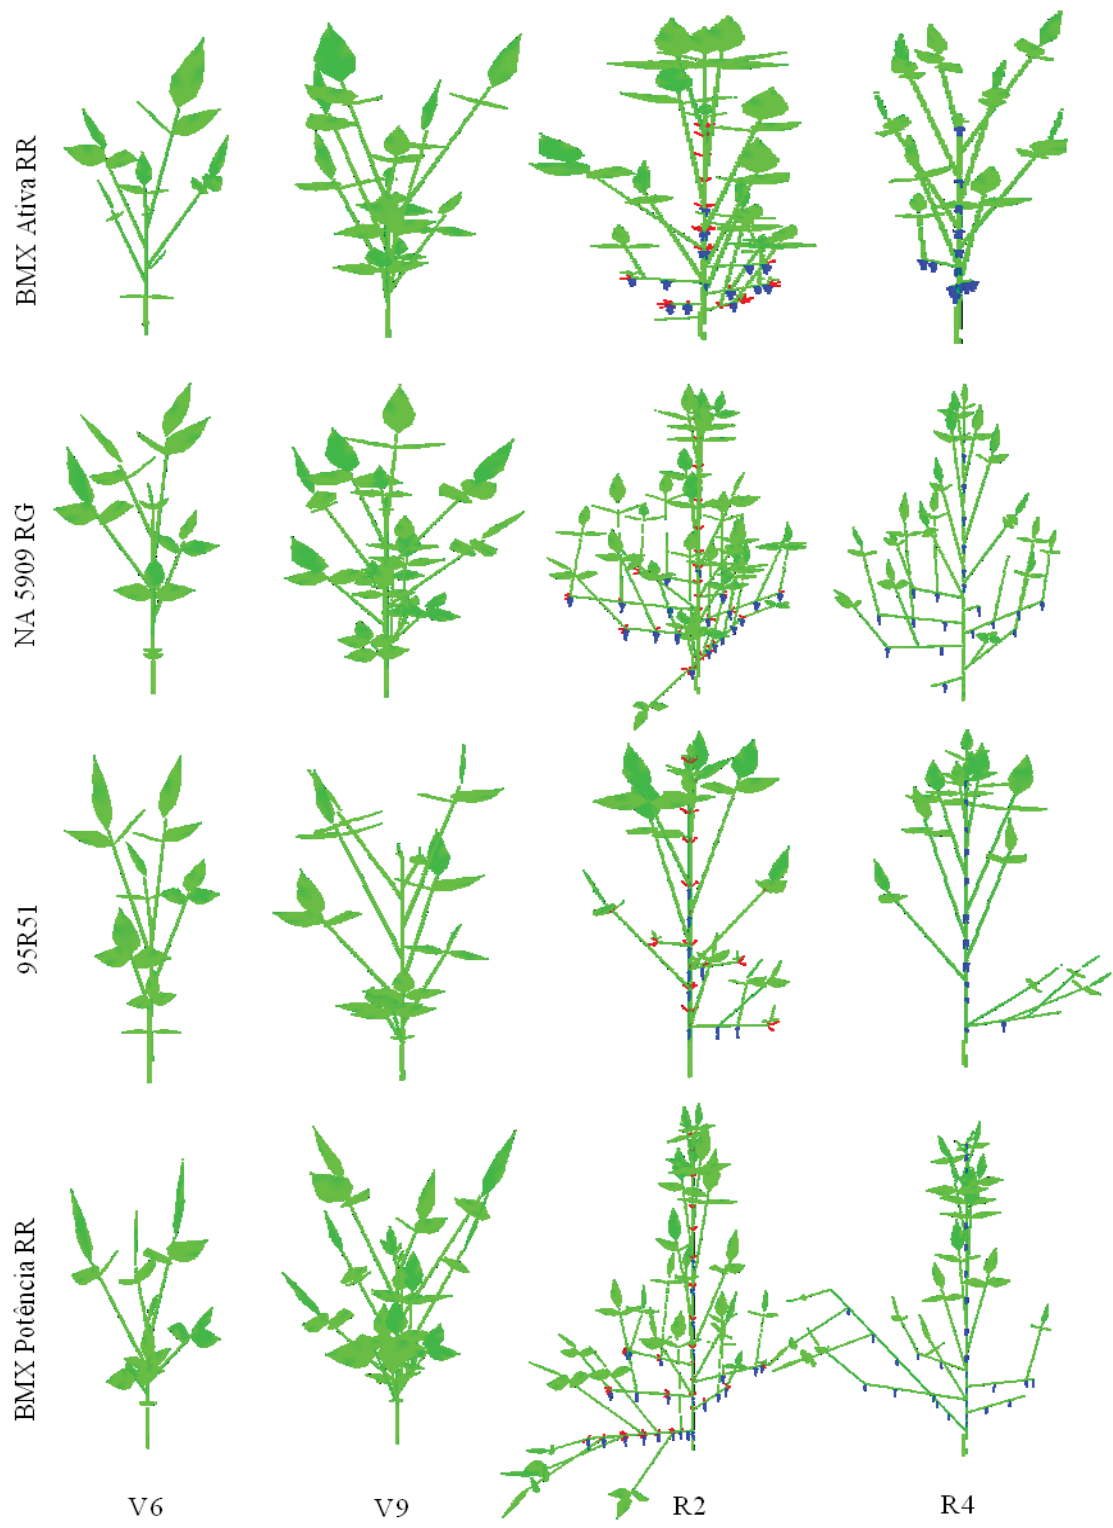 BMX Ativa RR
NA 5909 RG
95R51
BMX Potência RR
V6 V9 R2 R4